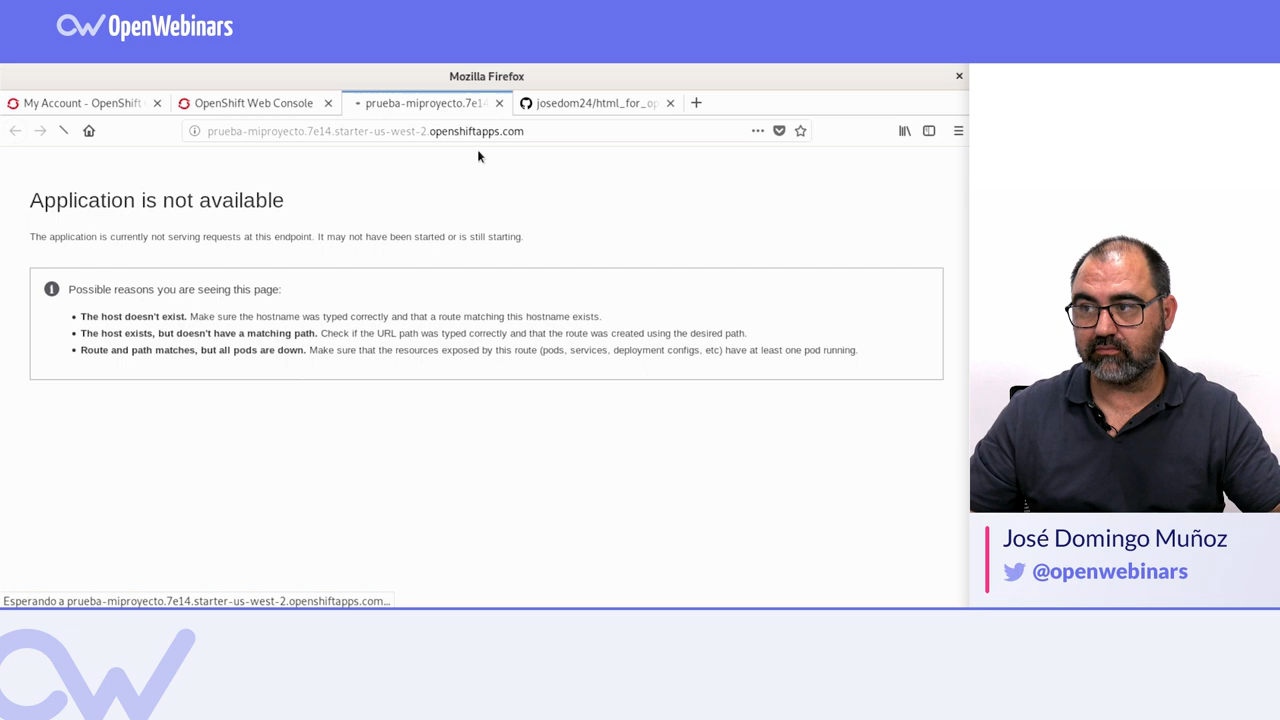 OpenWebinars
Mozilla Firefox
My Account - OpenShift
OpenShift Web Console
prueba-miproyecto.7e14
josedom24/html_for_op
prueba-miproyecto.7e14.starter-us-west-2.openshiftapps.com
Application is not available
The application is currently not serving requests at this endpoint. It may not have been started or is still starting.
Possible reasons you are seeing this page:
The host doesn't exist. Make sure the hostname was typed correctly and that a route matching this hostname exists.
The host exists, but doesn't have a matching path. Check if the URL path was typed correctly and that the route was created using the desired path.
Route and path matches, but all pods are down. Make sure that the resources exposed by this route (pods, services, deployment configs, etc) have at least one pod running.
Esperando a prueba-miproyecto.7e14.starter-us-west-2.openshiftapps.com...
José Domingo Muñoz
@openwebinars